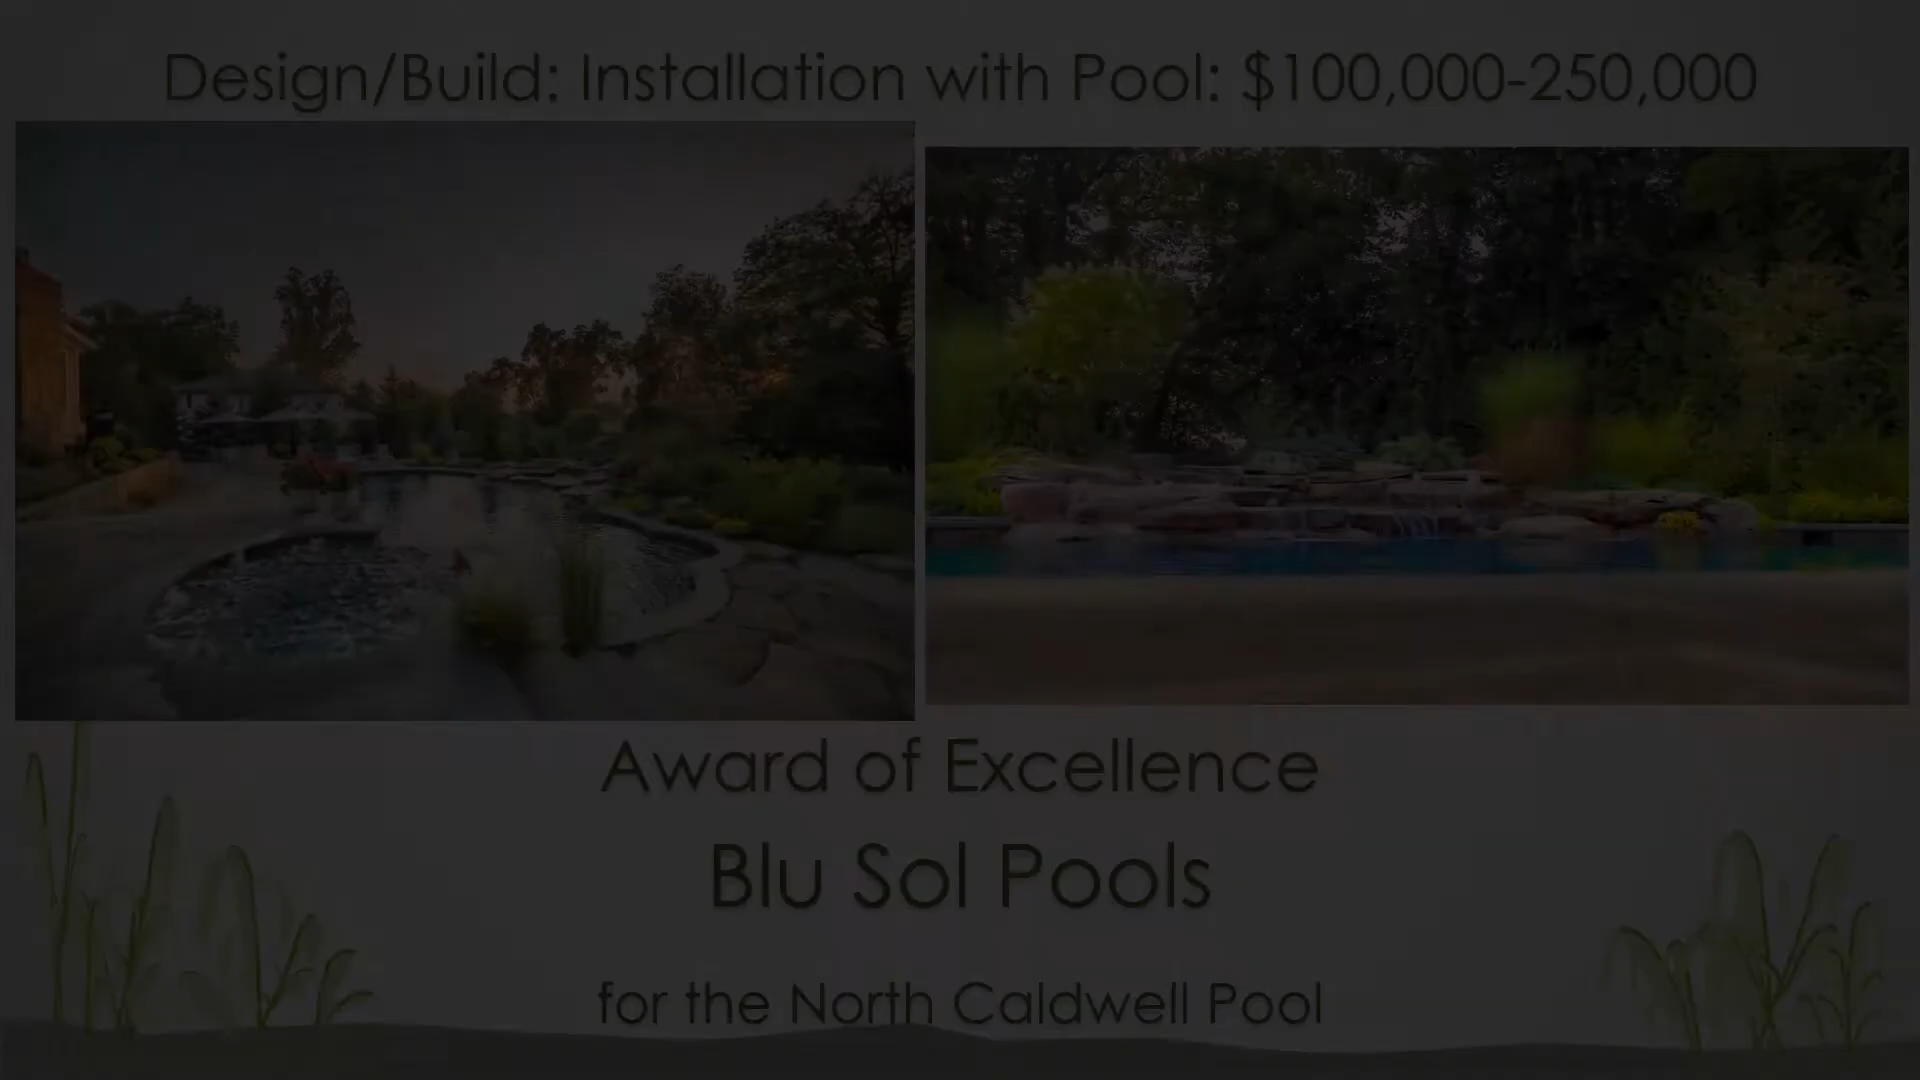 Design/Build: Installation with Pool: $100,000-250,000
Award of Excellence
Blu Sol Pools
for the North Caldwell Pool